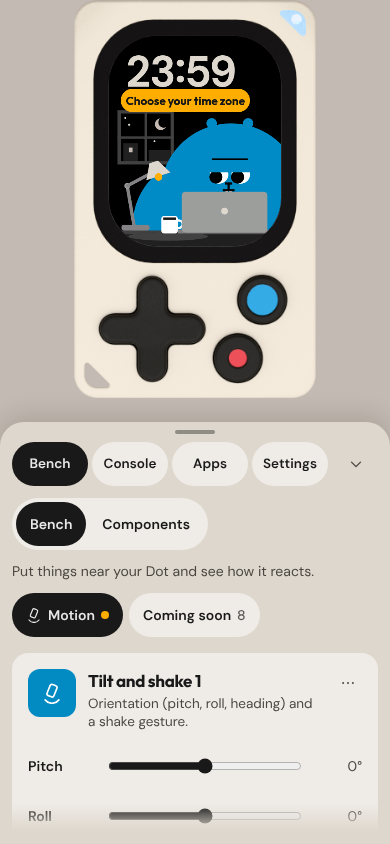 23:59
Choose your time zone
Bench
Console
Apps
Settings
Bench
Components
Put things near your Dot and see how it reacts.
Motion
Coming soon 8
Tilt and shake 1
Orientation (pitch, roll, heading) and
a shake gesture.
Pitch
0°
Roll
0°